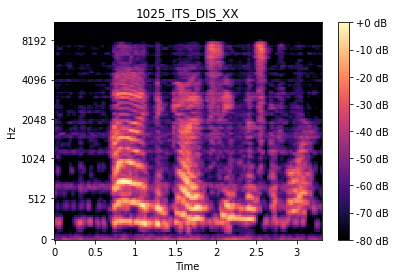 1025_ITS_DIS_XX
+0 dB
8192
-10 dB
4096
-20 dB
-30 dB
2048
Hz
-40 dB
1024
-50 dB
512
-60 dB
-70 dB
0
-80 dB
0 0.5 1 1.5 2 2.5 3
Time